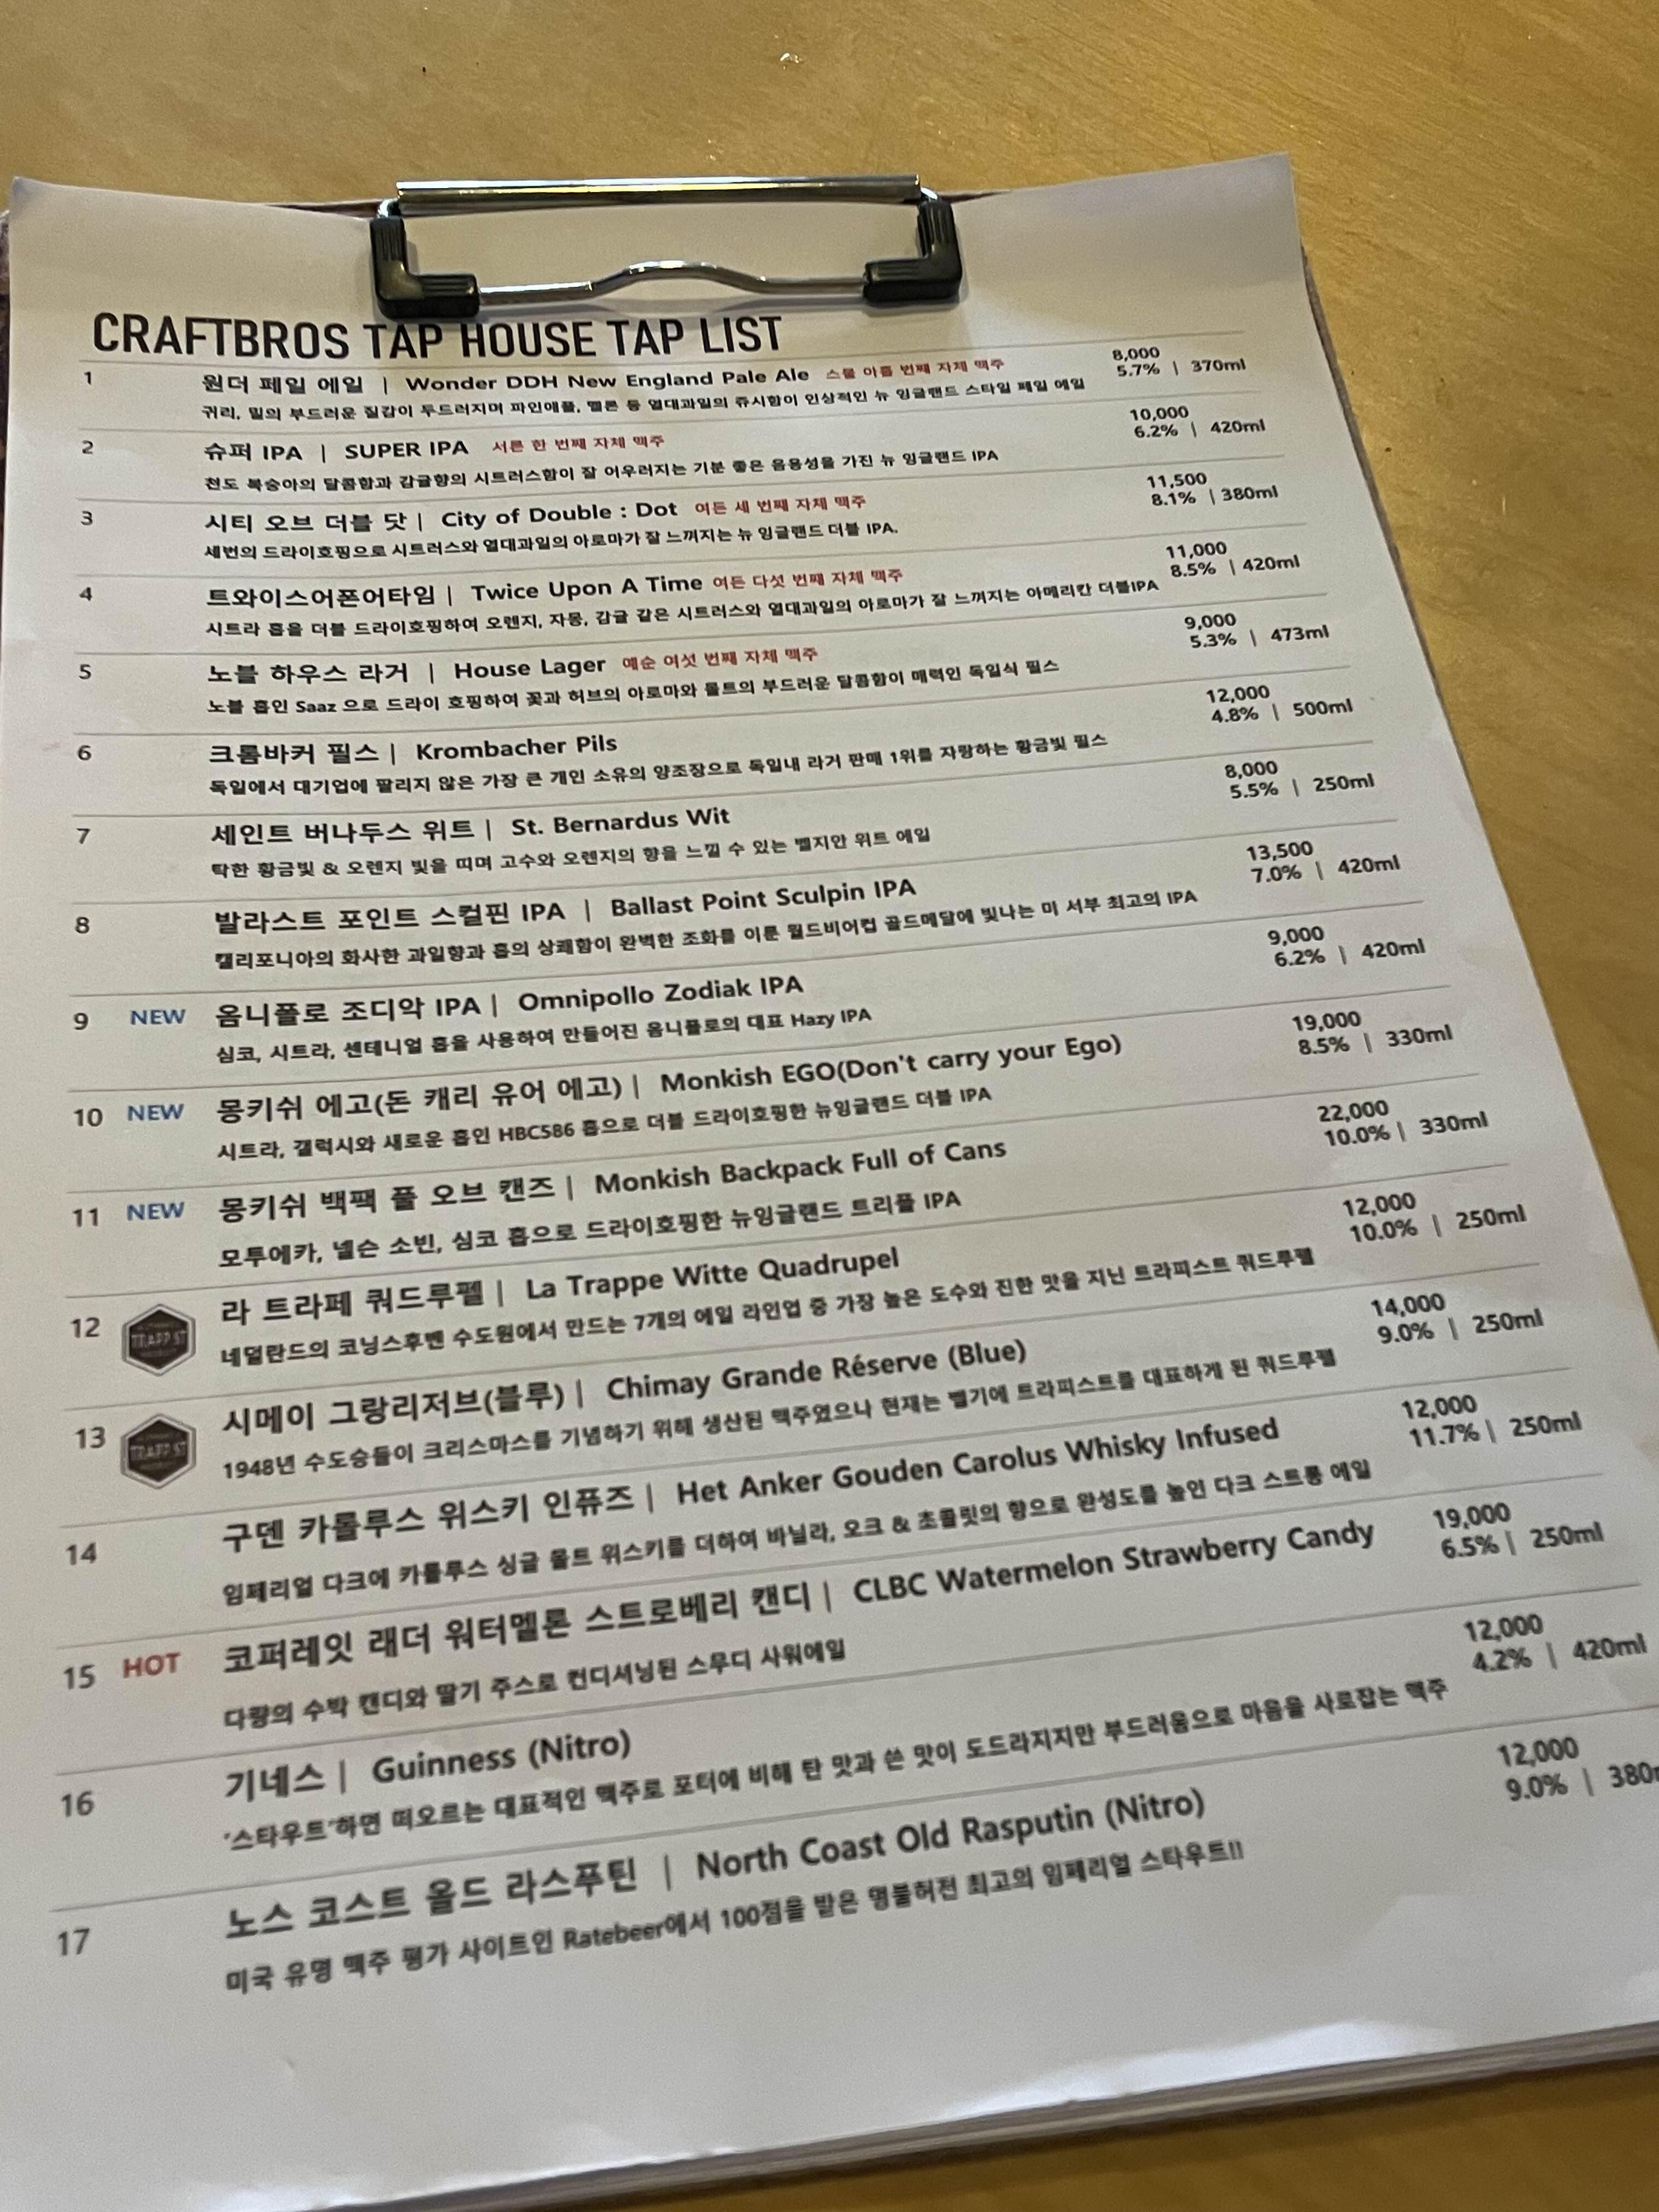 CRAFTBROS TAP HOUSE TAP LIST
1 원더 페일 에일 | Wonder DDH New England Pale Ale 스물 아홉 번째 자체 맥주 8,000
5.7% | 370ml
귀리, 밀의 부드러운 질감이 두드러지며 파인애플, 멜론 등 열대과일의 쥬시함이 인상적인 뉴 잉글랜드 스타일 페일 에일
2 슈퍼 IPA | SUPER IPA 서른 한 번째 자체 맥주 10,000
6.2% | 420ml
천도 복숭아의 달콤함과 감귤향의 시트러스함이 잘 어우러지는 기분 좋은 음용성을 가진 뉴 잉글랜드 IPA
3 시티 오브 더블 닷 | City of Double : Dot 여든 세 번째 자체 맥주 11,500
8.1% | 380ml
세번의 드라이호핑으로 시트러스와 열대과일의 아로마가 잘 느껴지는 뉴 잉글랜드 더블 IPA.
4 트와이스어폰어타임 | Twice Upon A Time 여든 다섯 번째 자체 맥주 11,000
8.5% | 420ml
시트라 홉을 더블 드라이호핑하여 오렌지, 자몽, 감귤 같은 시트러스와 열대과일의 아로마가 잘 느껴지는 아메리칸 더블IPA
5 노블 하우스 라거 | House Lager 예순 여섯 번째 자체 맥주 9,000
5.3% | 473ml
노블 홉인 Saaz 으로 드라이 호핑하여 꽃과 허브의 아로마와 몰트의 부드러운 달콤함이 매력인 독일식 필스
6 크롬바커 필스 | Krombacher Pils 12,000
4.8% | 500ml
독일에서 대기업에 팔리지 않은 가장 큰 개인 소유의 양조장으로 독일내 라거 판매 1위를 자랑하는 황금빛 필스
7 세인트 버나두스 위트 | St. Bernardus Wit 8,000
5.5% | 250ml
탁한 황금빛 & 오렌지 빛을 띠며 고수와 오렌지의 향을 느낄 수 있는 벨지안 위트 에일
8 발라스트 포인트 스컬핀 IPA | Ballast Point Sculpin IPA 13,500
7.0% | 420ml
캘리포니아의 화사한 과일향과 홉의 상쾌함이 완벽한 조화를 이룬 월드비어컵 골드메달에 빛나는 미 서부 최고의 IPA
9 NEW 옴니폴로 조디악 IPA | Omnipollo Zodiak IPA 9,000
6.2% | 420ml
심코, 시트라, 센테니얼 홉을 사용하여 만들어진 옴니폴로의 대표 Hazy IPA
10 NEW 몽키쉬 에고(돈 캐리 유어 에고) | Monkish EGO(Don't carry your Ego) 19,000
8.5% | 330ml
시트라, 갤럭시와 새로운 홉인 HBC586 홉으로 더블 드라이호핑한 뉴잉글랜드 더블 IPA
11 NEW 몽키쉬 백팩 풀 오브 캔즈 | Monkish Backpack Full of Cans 22,000
10.0% | 330ml
모투에카, 넬슨 소빈, 심코 홉으로 드라이호핑한 뉴잉글랜드 트리플 IPA
12 라 트라페 쿼드루펠 | La Trappe Witte Quadrupel 12,000
10.0% | 250ml
네덜란드의 코닝스후벤 수도원에서 만드는 7개의 에일 라인업 중 가장 높은 도수와 진한 맛을 지닌 트라피스트 쿼드루펠
13 시메이 그랑리저브(블루) | Chimay Grande Réserve (Blue) 14,000
9.0% | 250ml
1948년 수도승들이 크리스마스를 기념하기 위해 생산된 맥주였으나 현재는 벨기에 트라피스트를 대표하게 된 쿼드루펠
14 구덴 카롤루스 위스키 인퓨즈 | Het Anker Gouden Carolus Whisky Infused 12,000
11.7% | 250ml
임페리얼 다크에 카롤루스 싱글 몰트 위스키를 더하여 바닐라, 오크 & 초콜릿의 향으로 완성도를 높인 다크 스트롱 에일
15 HOT 코퍼레잇 래더 워터멜론 스트로베리 캔디 | CLBC Watermelon Strawberry Candy 19,000
6.5% | 250ml
다량의 수박 캔디와 딸기 주스로 컨디셔닝된 스무디 사워에일
16 기네스 | Guinness (Nitro) 12,000
4.2% | 420ml
'스타우트'하면 떠오르는 대표적인 맥주로 포터에 비해 탄 맛과 쓴 맛이 도드라지지만 부드러움으로 마음을 사로잡는 맥주
17 노스 코스트 올드 라스푸틴 | North Coast Old Rasputin (Nitro) 12,000
9.0% | 380m
미국 유명 맥주 평가 사이트인 Ratebeer에서 100점을 받은 명불허전 최고의 임페리얼 스타우트!!